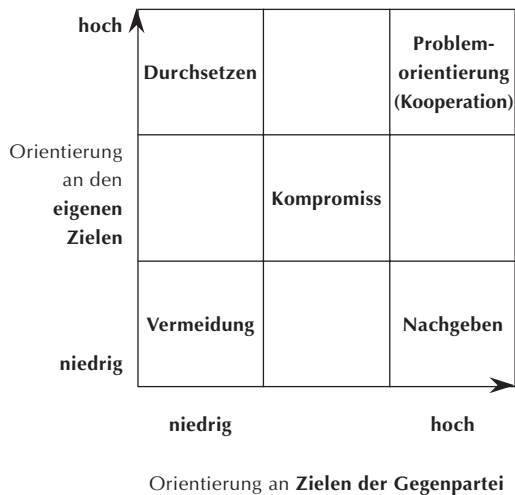 hoch
Durchsetzen
Problem-
orientierung
(Kooperation)
Orientierung
an den
eigenen
Zielen
Kompromiss
Vermeidung
Nachgeben
niedrig
niedrig
hoch
Orientierung an Zielen der Gegenpartei